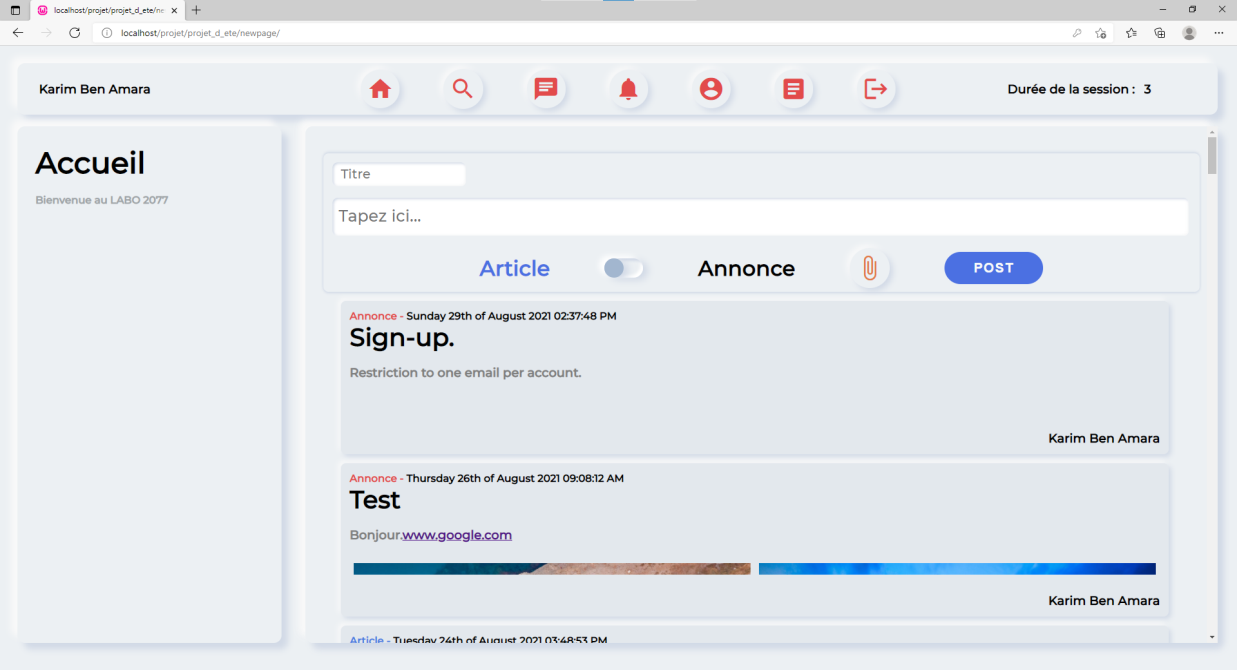 localhost/projet/projet_d_ete/ne
localhost/projet/projet_d_ete/newpage/
Karim Ben Amara
Durée de la session : 3
Accueil
Bienvenue au LABO 2077
Titre
Tapez ici...
Article Annonce POST
Annonce - Sunday 29th of August 2021 02:37:48 PM
Sign-up.
Restriction to one email per account.
Karim Ben Amara
Annonce - Thursday 26th of August 2021 09:08:12 AM
Test
Bonjour.www.google.com
Karim Ben Amara
Article - Tuesday 24th of August 2021 03:48:53 PM